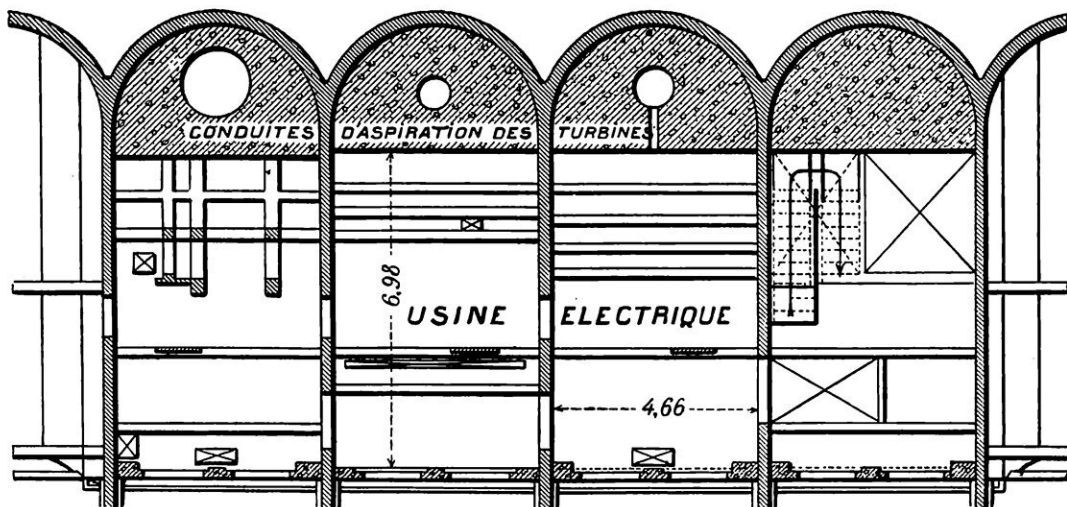 CONDUITES D'ASPIRATION DES TURBINES
6,98
USINE ELECTRIQUE
4,66